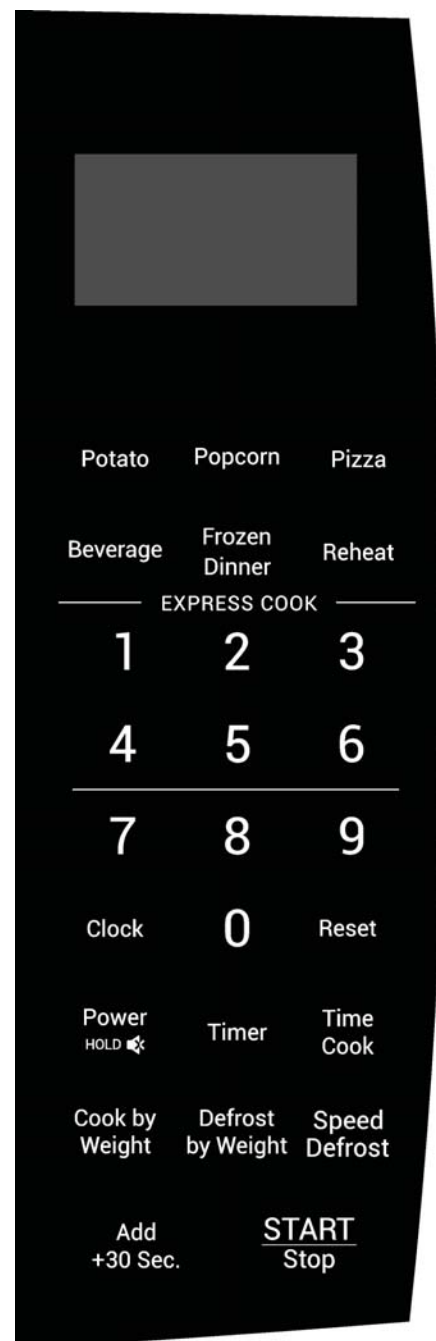 Potato Popcorn Pizza
Beverage Frozen Dinner Reheat
EXPRESS COOK
1 2 3
4 5 6
7 8 9
Clock 0 Reset
Power HOLD Timer Time Cook
Cook by Weight Defrost by Weight Speed Defrost
Add +30 Sec. START Stop